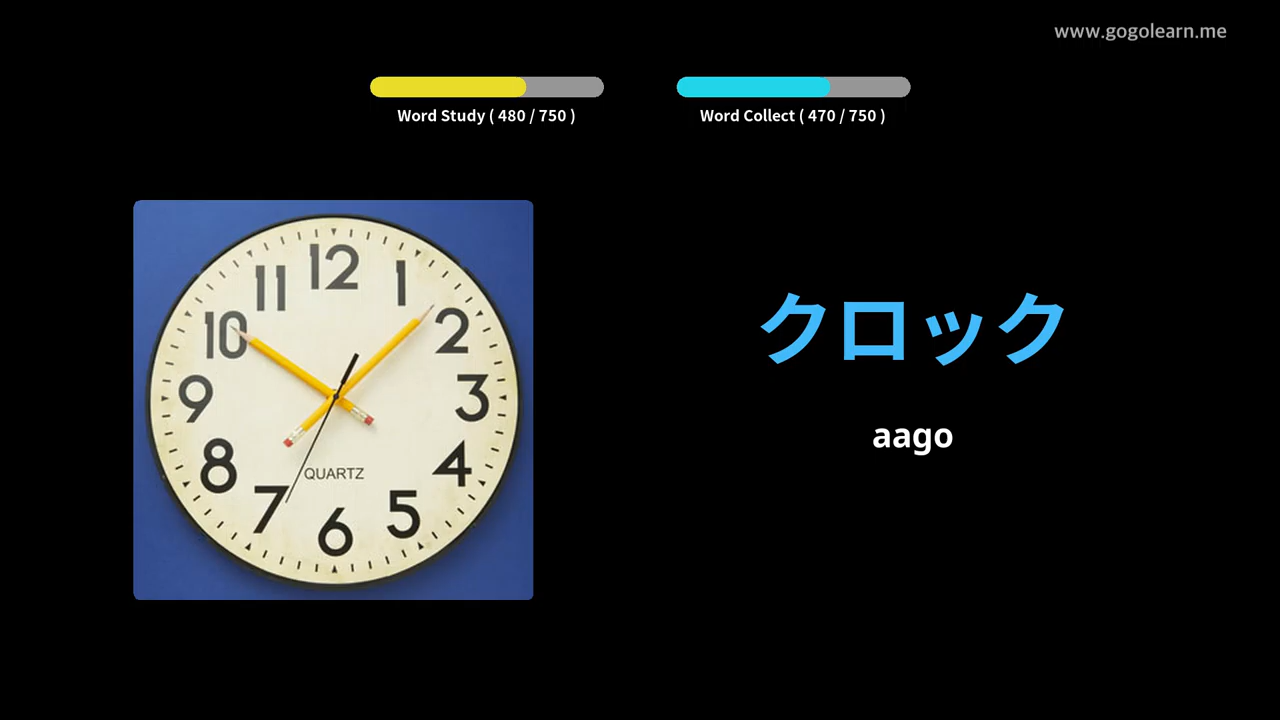 www.gogolearn.me
Word Study ( 480 / 750 )
Word Collect ( 470 / 750 )
12
1
2
3
4
5
6
7
8
9
10
11
QUARTZ
クロック
aago